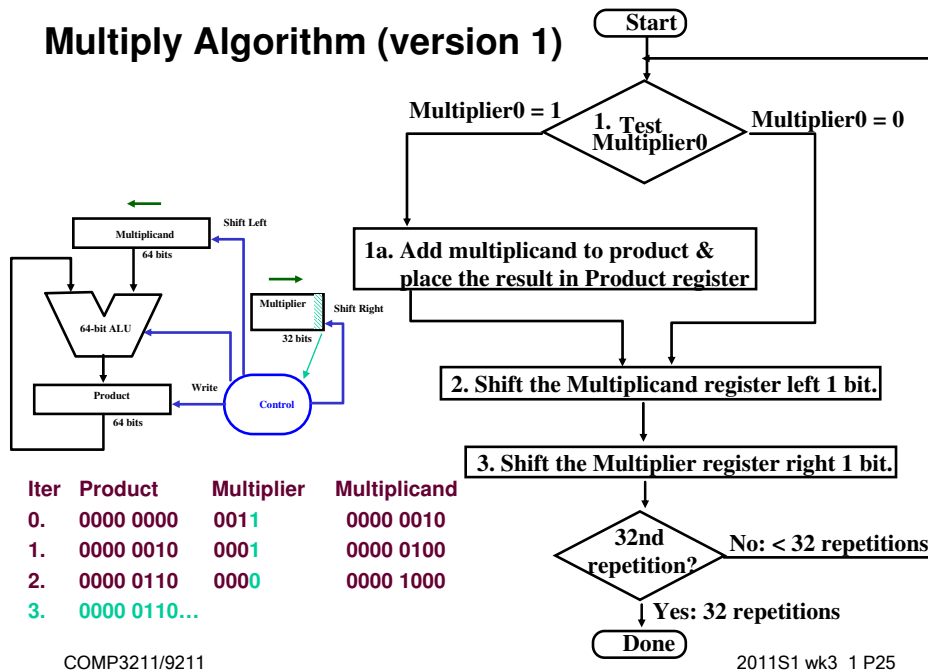 Multiply Algorithm (version 1)
Start
Multiplier0 = 1
1. Test
Multiplier0
Multiplier0 = 0
1a. Add multiplicand to product &
place the result in Product register
2. Shift the Multiplicand register left 1 bit.
3. Shift the Multiplier register right 1 bit.
32nd
repetition?
No: < 32 repetitions
Yes: 32 repetitions
Done
Shift Left
Multiplicand
64 bits
64-bit ALU
Multiplier
Shift Right
32 bits
Write
Product
64 bits
Control
Iter Product Multiplier Multiplicand
0. 0000 0000 0011 0000 0010
1. 0000 0010 0001 0000 0100
2. 0000 0110 0000 0000 1000
3. 0000 0110…
COMP3211/9211
2011S1 wk3_1 P25